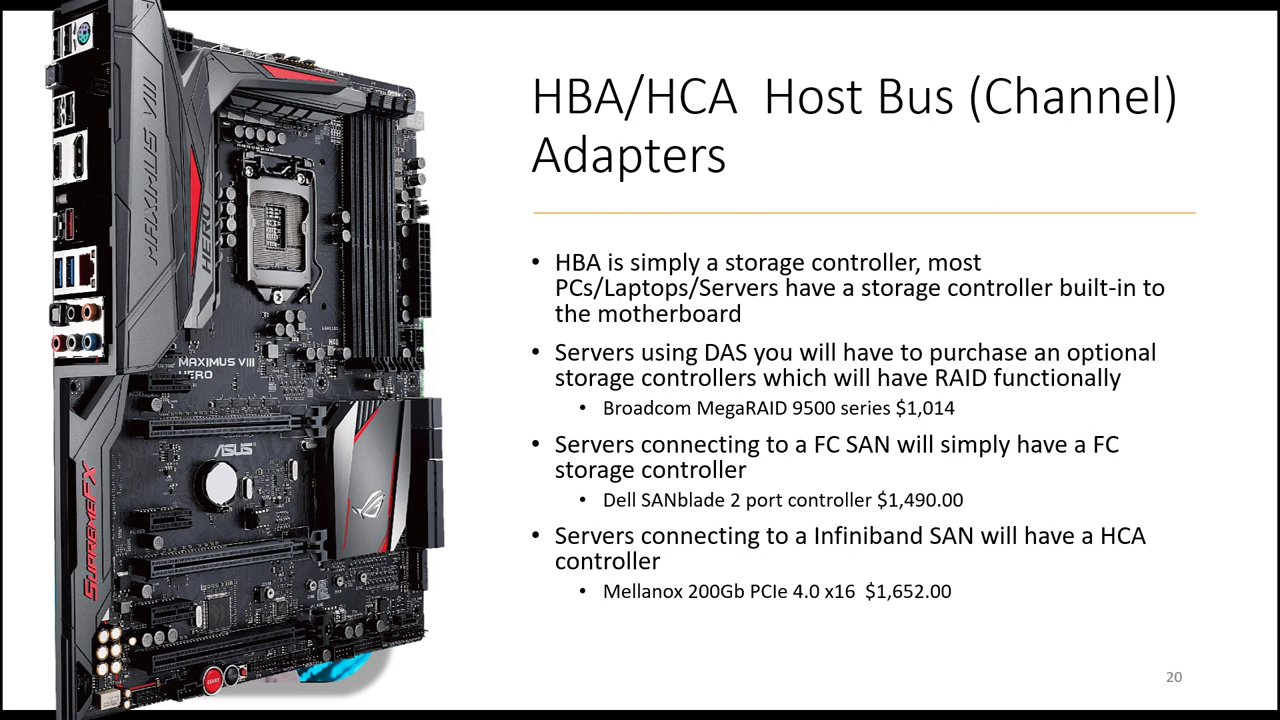 HBA/HCA  Host Bus (Channel)
Adapters
• HBA is simply a storage controller, most
PCs/Laptops/Servers have a storage controller built-in to
the motherboard
• Servers using DAS you will have to purchase an optional
storage controllers which will have RAID functionally
• Broadcom MegaRAID 9500 series $1,014
• Servers connecting to a FC SAN will simply have a FC
storage controller
• Dell SANblade 2 port controller $1,490.00
• Servers connecting to a Infiniband SAN will have a HCA
controller
• Mellanox 200Gb PCIe 4.0 x16  $1,652.00
20
MAXIMUS VIII
HERO
MAXIMUS VIII
HERO
ASUS
SUPREMEFX
START